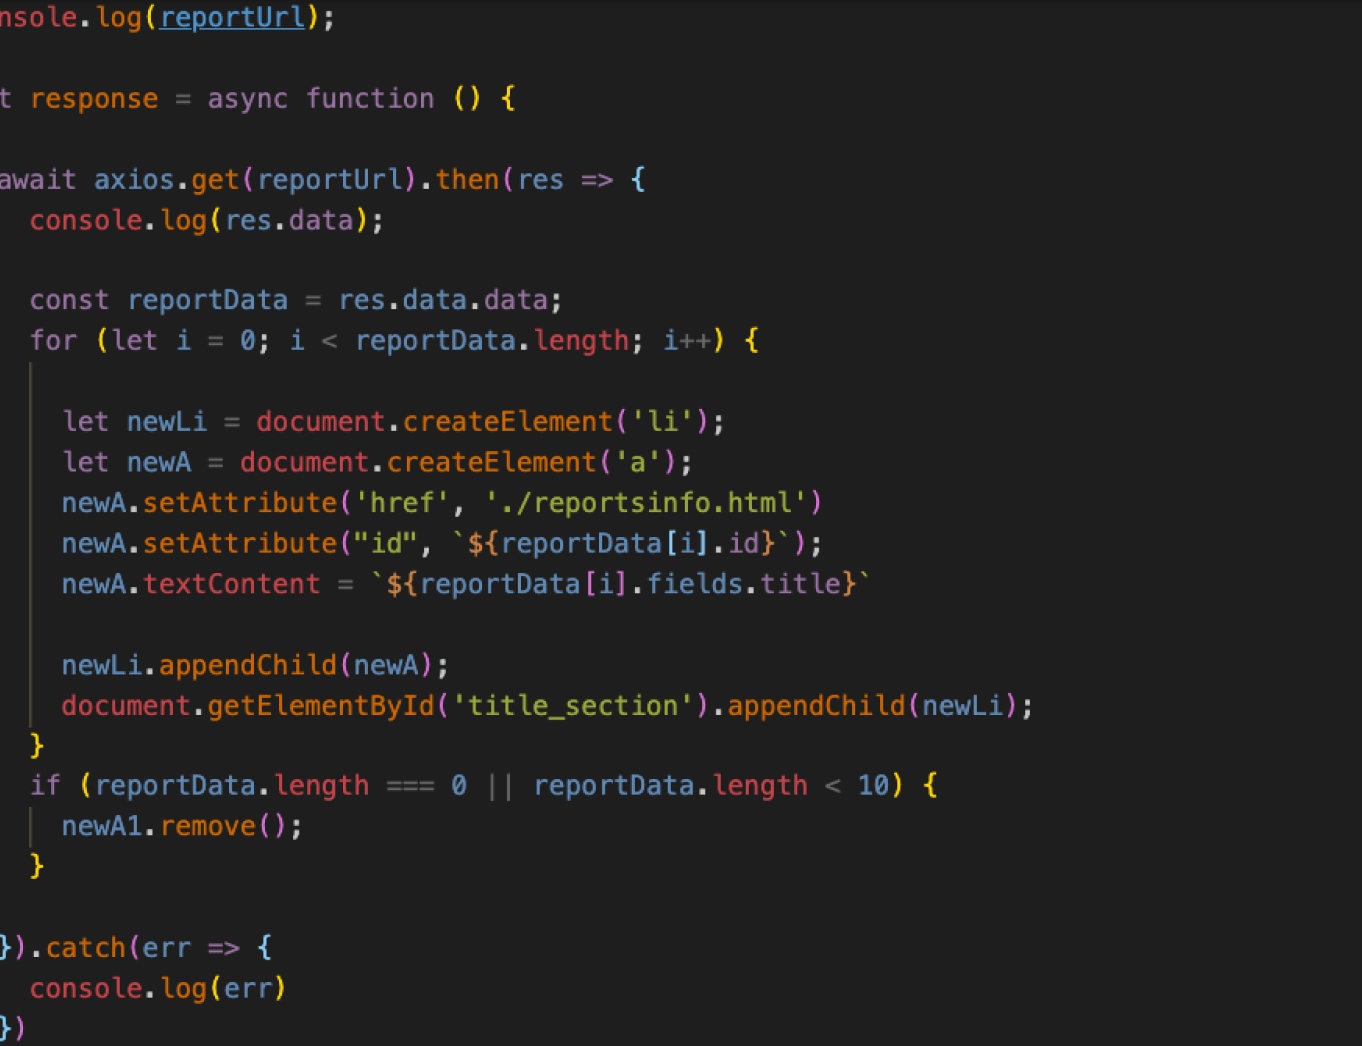 nsole.log(reportUrl);
t response = async function () {
await axios.get(reportUrl).then(res => {
console.log(res.data);
const reportData = res.data.data;
for (let i = 0; i < reportData.length; i++) {
let newLi = document.createElement('li');
let newA = document.createElement('a');
newA.setAttribute('href', './reportsinfo.html')
newA.setAttribute("id", `${reportData[i].id}`);
newA.textContent = `${reportData[i].fields.title}`
newLi.appendChild(newA);
document.getElementById('title_section').appendChild(newLi);
}
if (reportData.length === 0 || reportData.length < 10) {
newA1.remove();
}
}).catch(err => {
console.log(err)
})